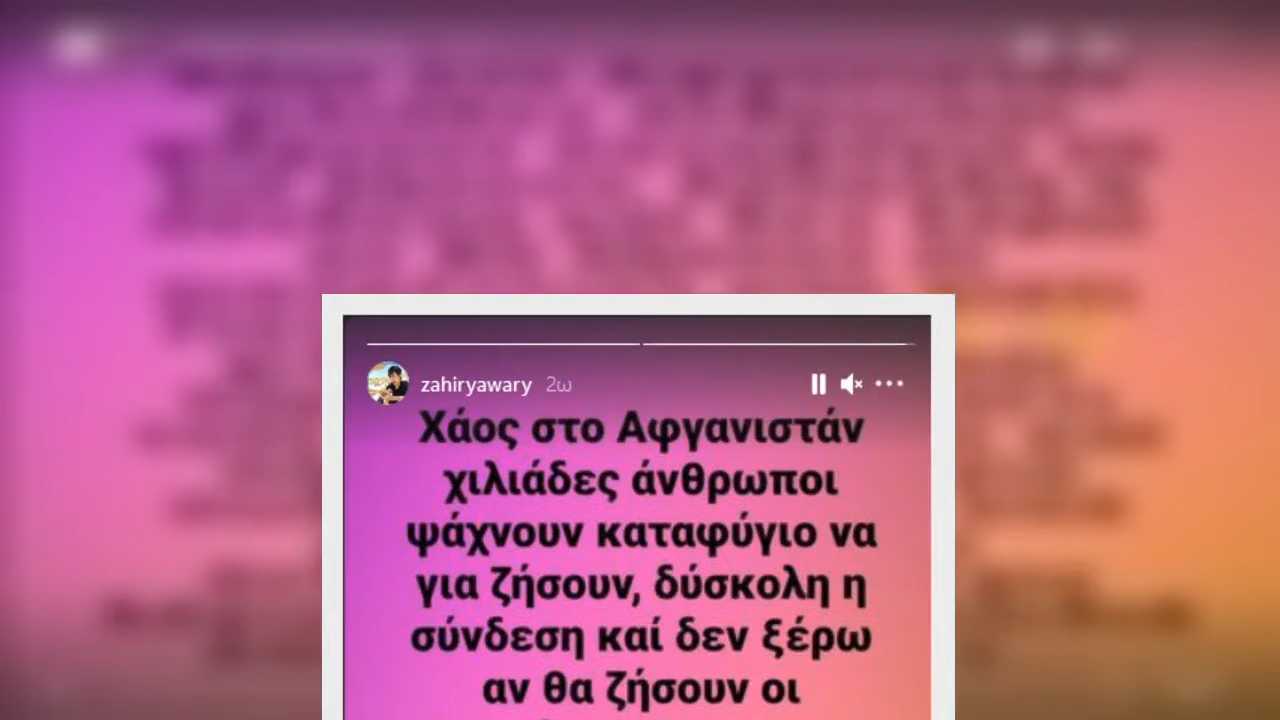 zahiryawary 2ω
Χάος στο Αφγανιστάν
χιλιάδες άνθρωποι
ψάχνουν καταφύγιο να
για ζήσουν, δύσκολη η
σύνδεση καί δεν ξέρω
αν θα ζήσουν οι